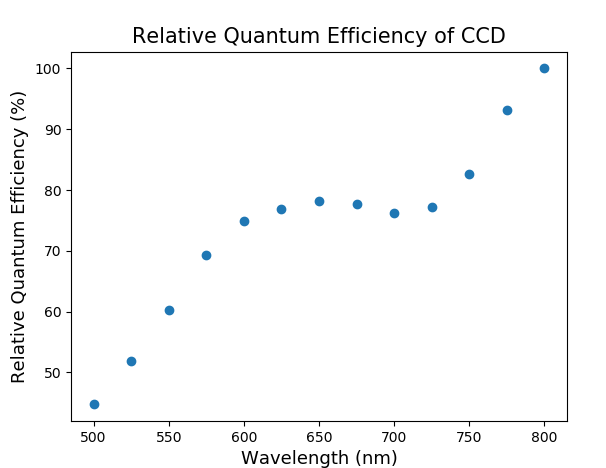 Relative Quantum Efficiency of CCD
Relative Quantum Efficiency (%)
100
90
80
70
60
50
500 550 600 650 700 750 800
Wavelength (nm)